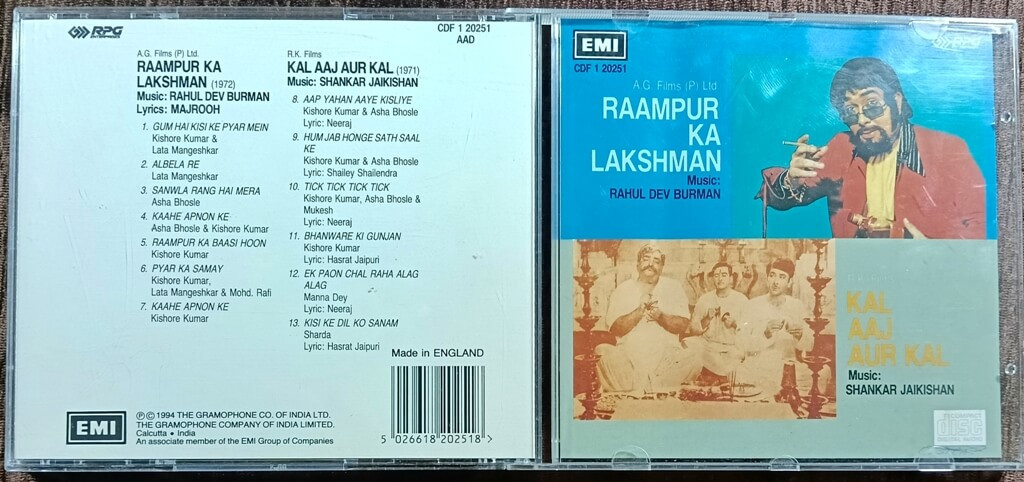 RPG
ENTERPRISES
CDF 1 20251
AAD
A.G. Films (P) Ltd.
RAAMPUR KA
LAKSHMAN (1972)
Music: RAHUL DEV BURMAN
Lyrics: MAJROOH
1. GUM HAI KISI KE PYAR MEIN
Kishore Kumar &
Lata Mangeshkar
2. ALBELA RE
Lata Mangeshkar
3. SANWLA RANG HAI MERA
Asha Bhosle
4. KAAHE APNON KE
Asha Bhosle & Kishore Kumar
5. RAAMPUR KA BAASI HOON
Kishore Kumar
6. PYAR KA SAMAY
Kishore Kumar,
Lata Mangeshkar & Mohd. Rafi
7. KAAHE APNON KE
Kishore Kumar
R.K. Films
KAL AAJ AUR KAL (1971)
Music: SHANKAR JAIKISHAN
8. AAP YAHAN AAYE KISLIYE
Kishore Kumar & Asha Bhosle
Lyric: Neeraj
9. HUM JAB HONGE SATH SAAL
KE
Kishore Kumar & Asha Bhosle
Lyric: Shailey Shailendra
10. TICK TICK TICK TICK
Kishore Kumar, Asha Bhosle &
Mukesh
Lyric: Neeraj
11. BHANWARE KI GUNJAN
Kishore Kumar
Lyric: Hasrat Jaipuri
12. EK PAON CHAL RAHA ALAG
ALAG
Manna Dey
Lyric: Neeraj
13. KISI KE DIL KO SANAM
Sharda
Lyric: Hasrat Jaipuri
Made in ENGLAND
5 026618 202518 >
EMI
℗ © 1994 THE GRAMOPHONE CO. OF INDIA LTD.
THE GRAMOPHONE COMPANY OF INDIA LIMITED.
Calcutta • India
An associate member of the EMI Group of Companies
EMI
CDF 1 20251
RPG
A.G. Films (P) Ltd
RAAMPUR
KA
LAKSHMAN
Music:
RAHUL DEV BURMAN
KAL
AAJ
AUR KAL
Music:
SHANKAR JAIKISHAN
COMPACT
disc
DIGITAL AUDIO